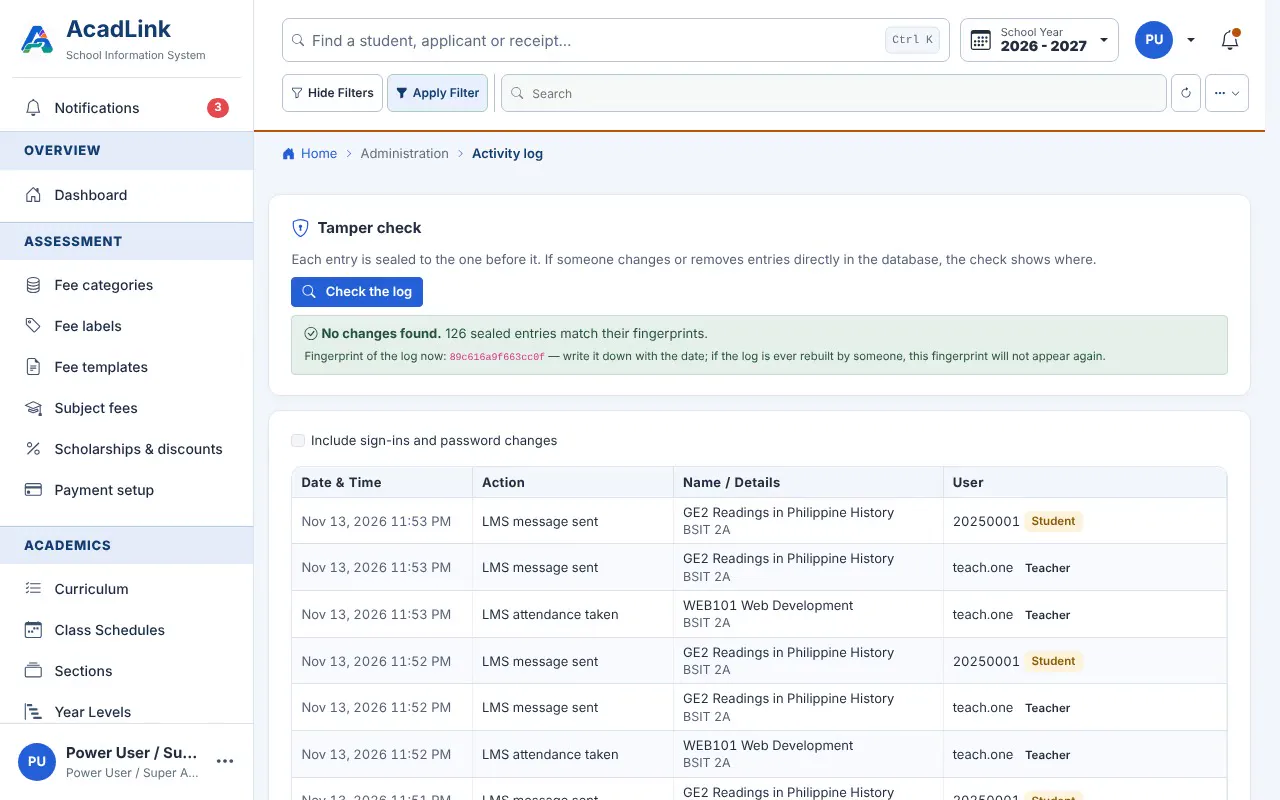 AcadLink
School Information System
Find a student, applicant or receipt...
Ctrl K
School Year
2026 - 2027
PU
Hide Filters
Apply Filter
Search
Notifications
3
OVERVIEW
Dashboard
ASSESSMENT
Fee categories
Fee labels
Fee templates
Subject fees
Scholarships & discounts
Payment setup
ACADEMICS
Curriculum
Class Schedules
Sections
Year Levels
PU
Power User / Su...
Power User / Super A...
Home > Administration > Activity log
Tamper check
Each entry is sealed to the one before it. If someone changes or removes entries directly in the database, the check shows where.
Check the log
No changes found. 126 sealed entries match their fingerprints.
Fingerprint of the log now: 89c616a9f663cc0f — write it down with the date; if the log is ever rebuilt by someone, this fingerprint will not appear again.
Include sign-ins and password changes
Date & Time Action Name / Details User
Nov 13, 2026 11:53 PM LMS message sent GE2 Readings in Philippine History 20250001 Student
BSIT 2A
Nov 13, 2026 11:53 PM LMS message sent GE2 Readings in Philippine History teach.one Teacher
BSIT 2A
Nov 13, 2026 11:53 PM LMS attendance taken WEB101 Web Development teach.one Teacher
BSIT 2A
Nov 13, 2026 11:52 PM LMS message sent GE2 Readings in Philippine History 20250001 Student
BSIT 2A
Nov 13, 2026 11:52 PM LMS message sent GE2 Readings in Philippine History teach.one Teacher
BSIT 2A
Nov 13, 2026 11:52 PM LMS attendance taken WEB101 Web Development teach.one Teacher
BSIT 2A
Nov 13, 2026 11:51 PM LMS message sent GE2 Readings in Philippine History 20250001 Student